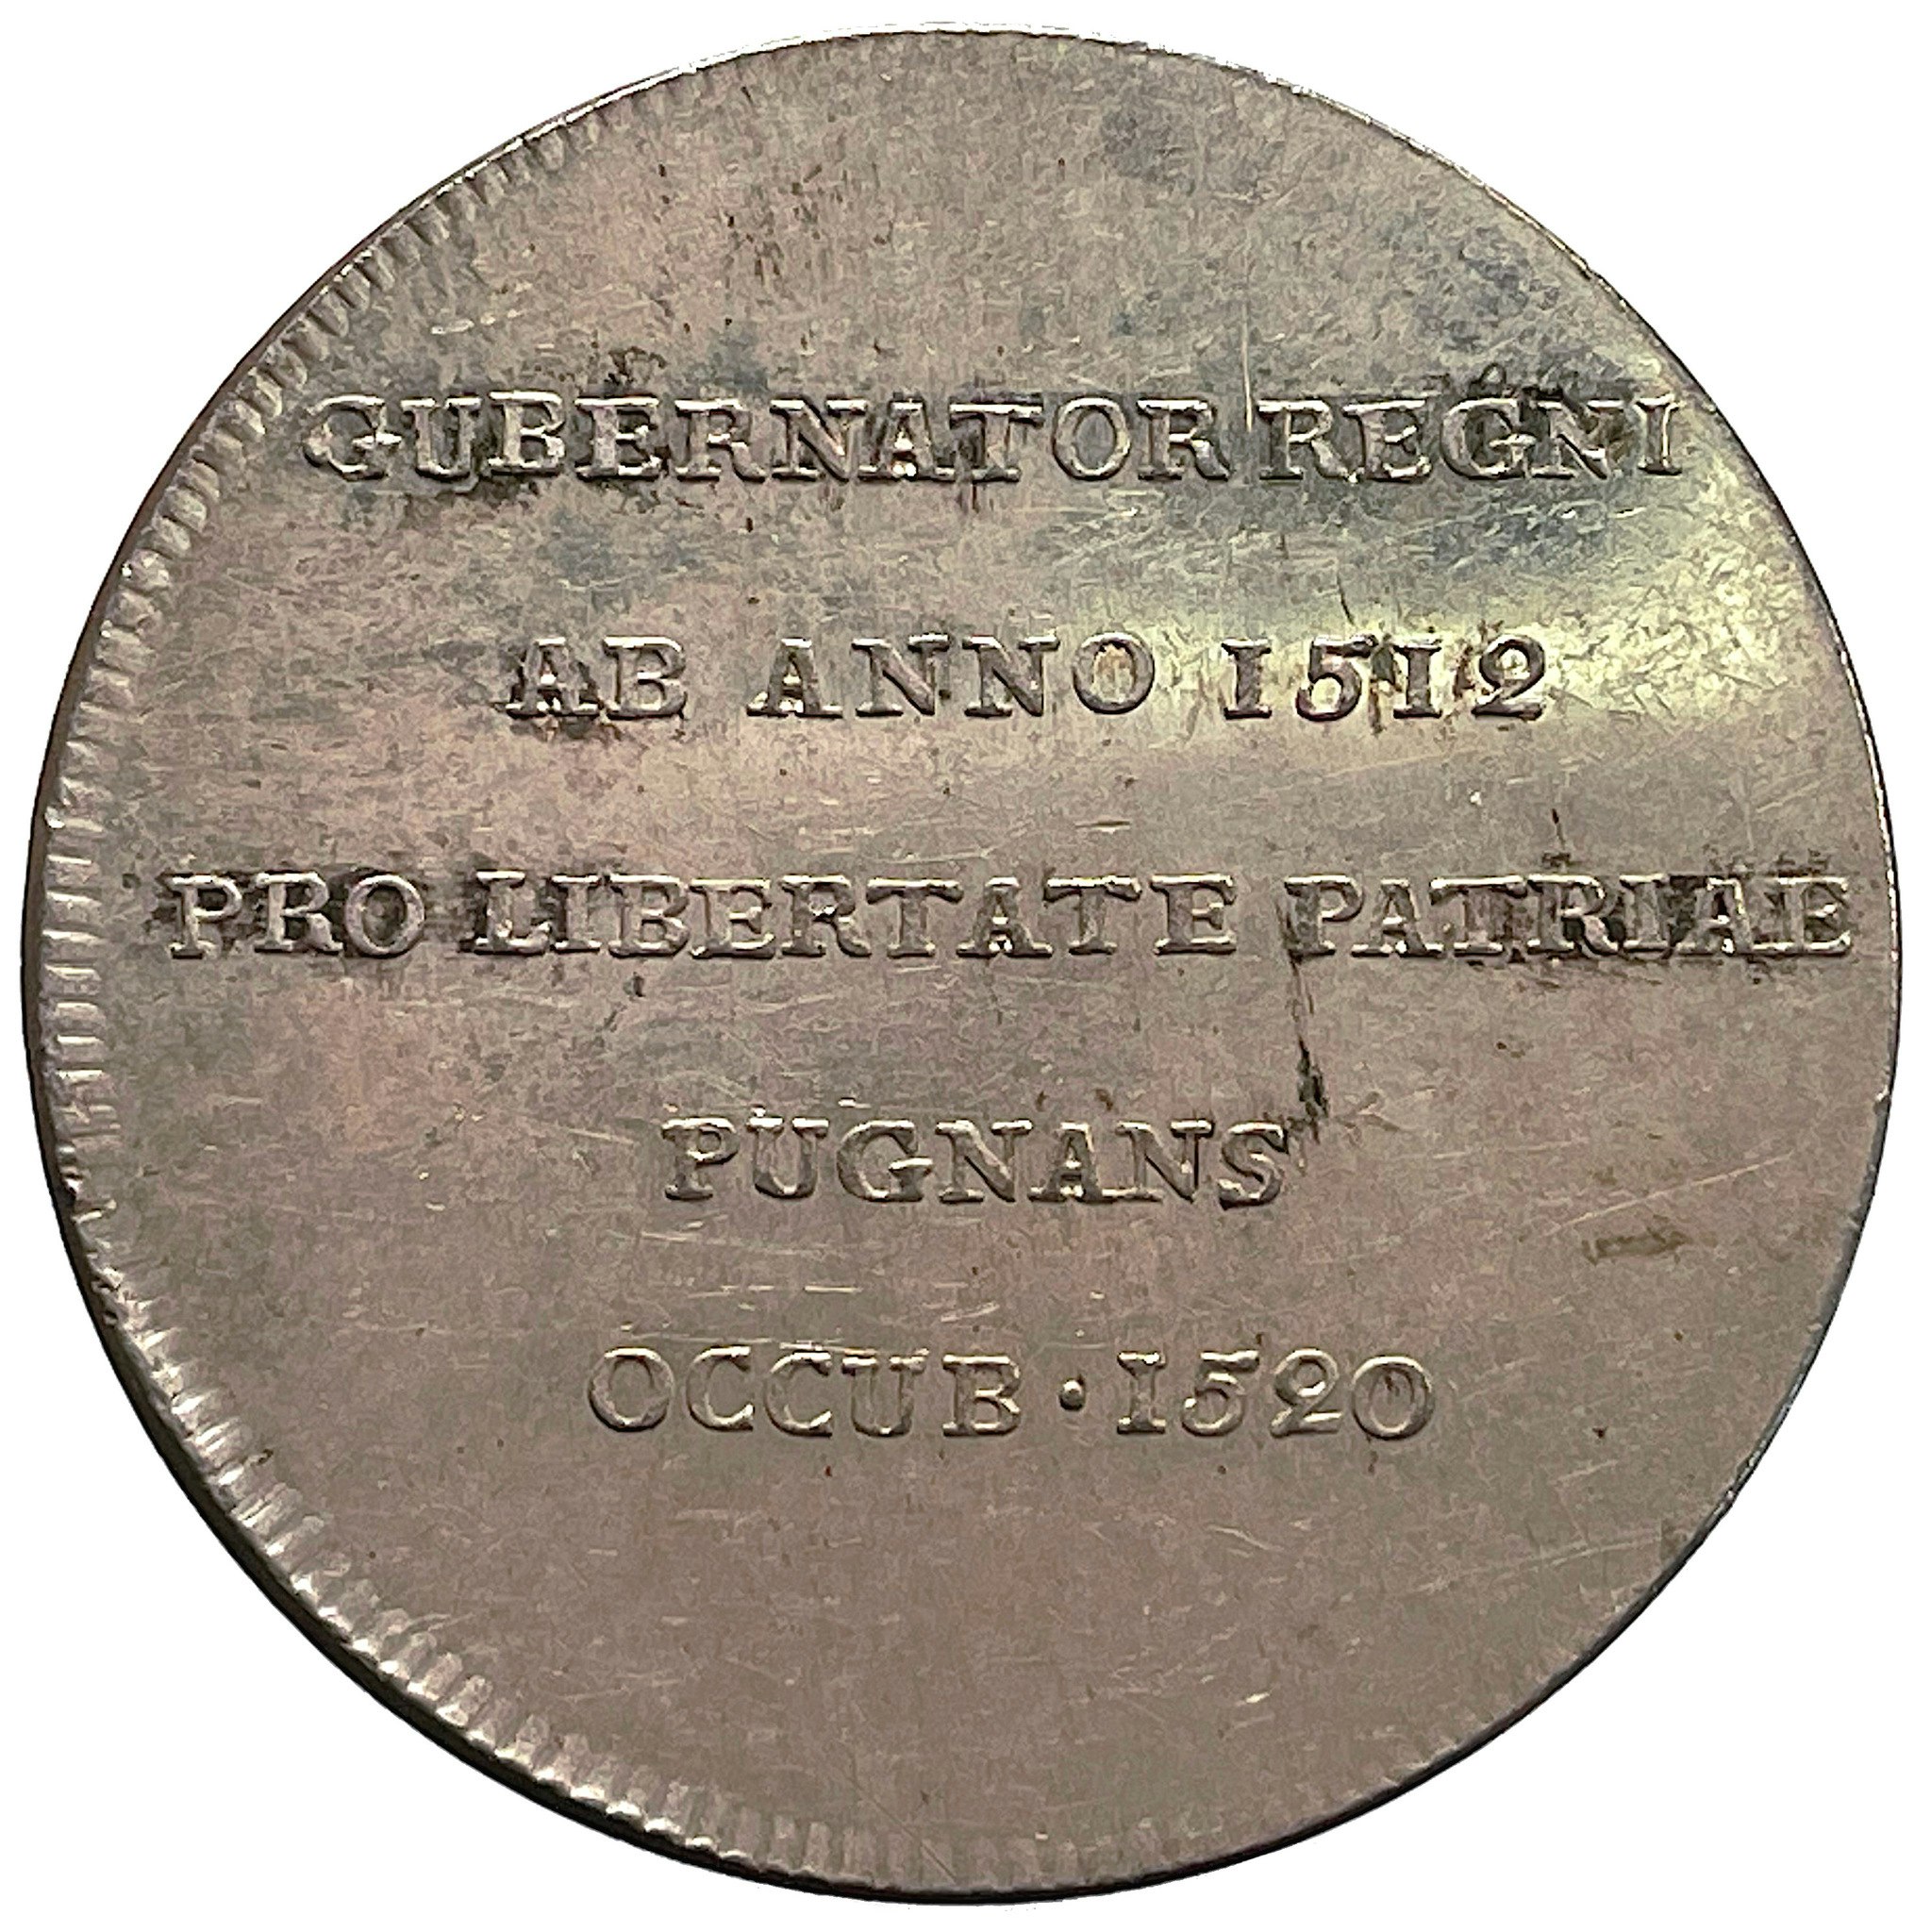 GUBERNATOR REGNI
AB ANNO 1512
PRO LIBERTATE PATRIAE
PUGNANS
OCCUB · 1520